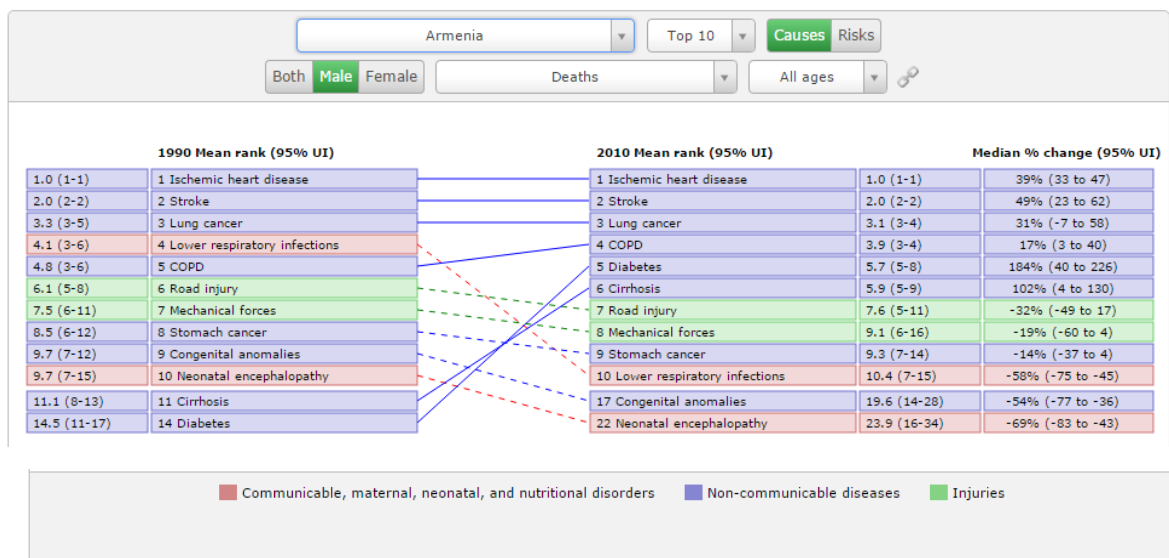 Armenia Top 10 Causes Risks
Both Male Female Deaths All ages
1990 Mean rank (95% UI) 2010 Mean rank (95% UI) Median % change (95% UI)
1.0 (1-1) 1 Ischemic heart disease 1 Ischemic heart disease 1.0 (1-1) 39% (33 to 47)
2.0 (2-2) 2 Stroke 2 Stroke 2.0 (2-2) 49% (23 to 62)
3.3 (3-5) 3 Lung cancer 3 Lung cancer 3.1 (3-4) 31% (-7 to 58)
4.1 (3-6) 4 Lower respiratory infections 4 COPD 3.9 (3-4) 17% (3 to 40)
4.8 (3-6) 5 COPD 5 Diabetes 5.7 (5-8) 184% (40 to 226)
6.1 (5-8) 6 Road injury 6 Cirrhosis 5.9 (5-9) 102% (4 to 130)
7.5 (6-11) 7 Mechanical forces 7 Road injury 7.6 (5-11) -32% (-49 to 17)
8.5 (6-12) 8 Stomach cancer 8 Mechanical forces 9.1 (6-16) -19% (-60 to 4)
9.7 (7-12) 9 Congenital anomalies 9 Stomach cancer 9.3 (7-14) -14% (-37 to 4)
9.7 (7-15) 10 Neonatal encephalopathy 10 Lower respiratory infections 10.4 (7-15) -58% (-75 to -45)
11.1 (8-13) 11 Cirrhosis 17 Congenital anomalies 19.6 (14-28) -54% (-77 to -36)
14.5 (11-17) 14 Diabetes 22 Neonatal encephalopathy 23.9 (16-34) -69% (-83 to -43)
Communicable, maternal, neonatal, and nutritional disorders Non-communicable diseases Injuries